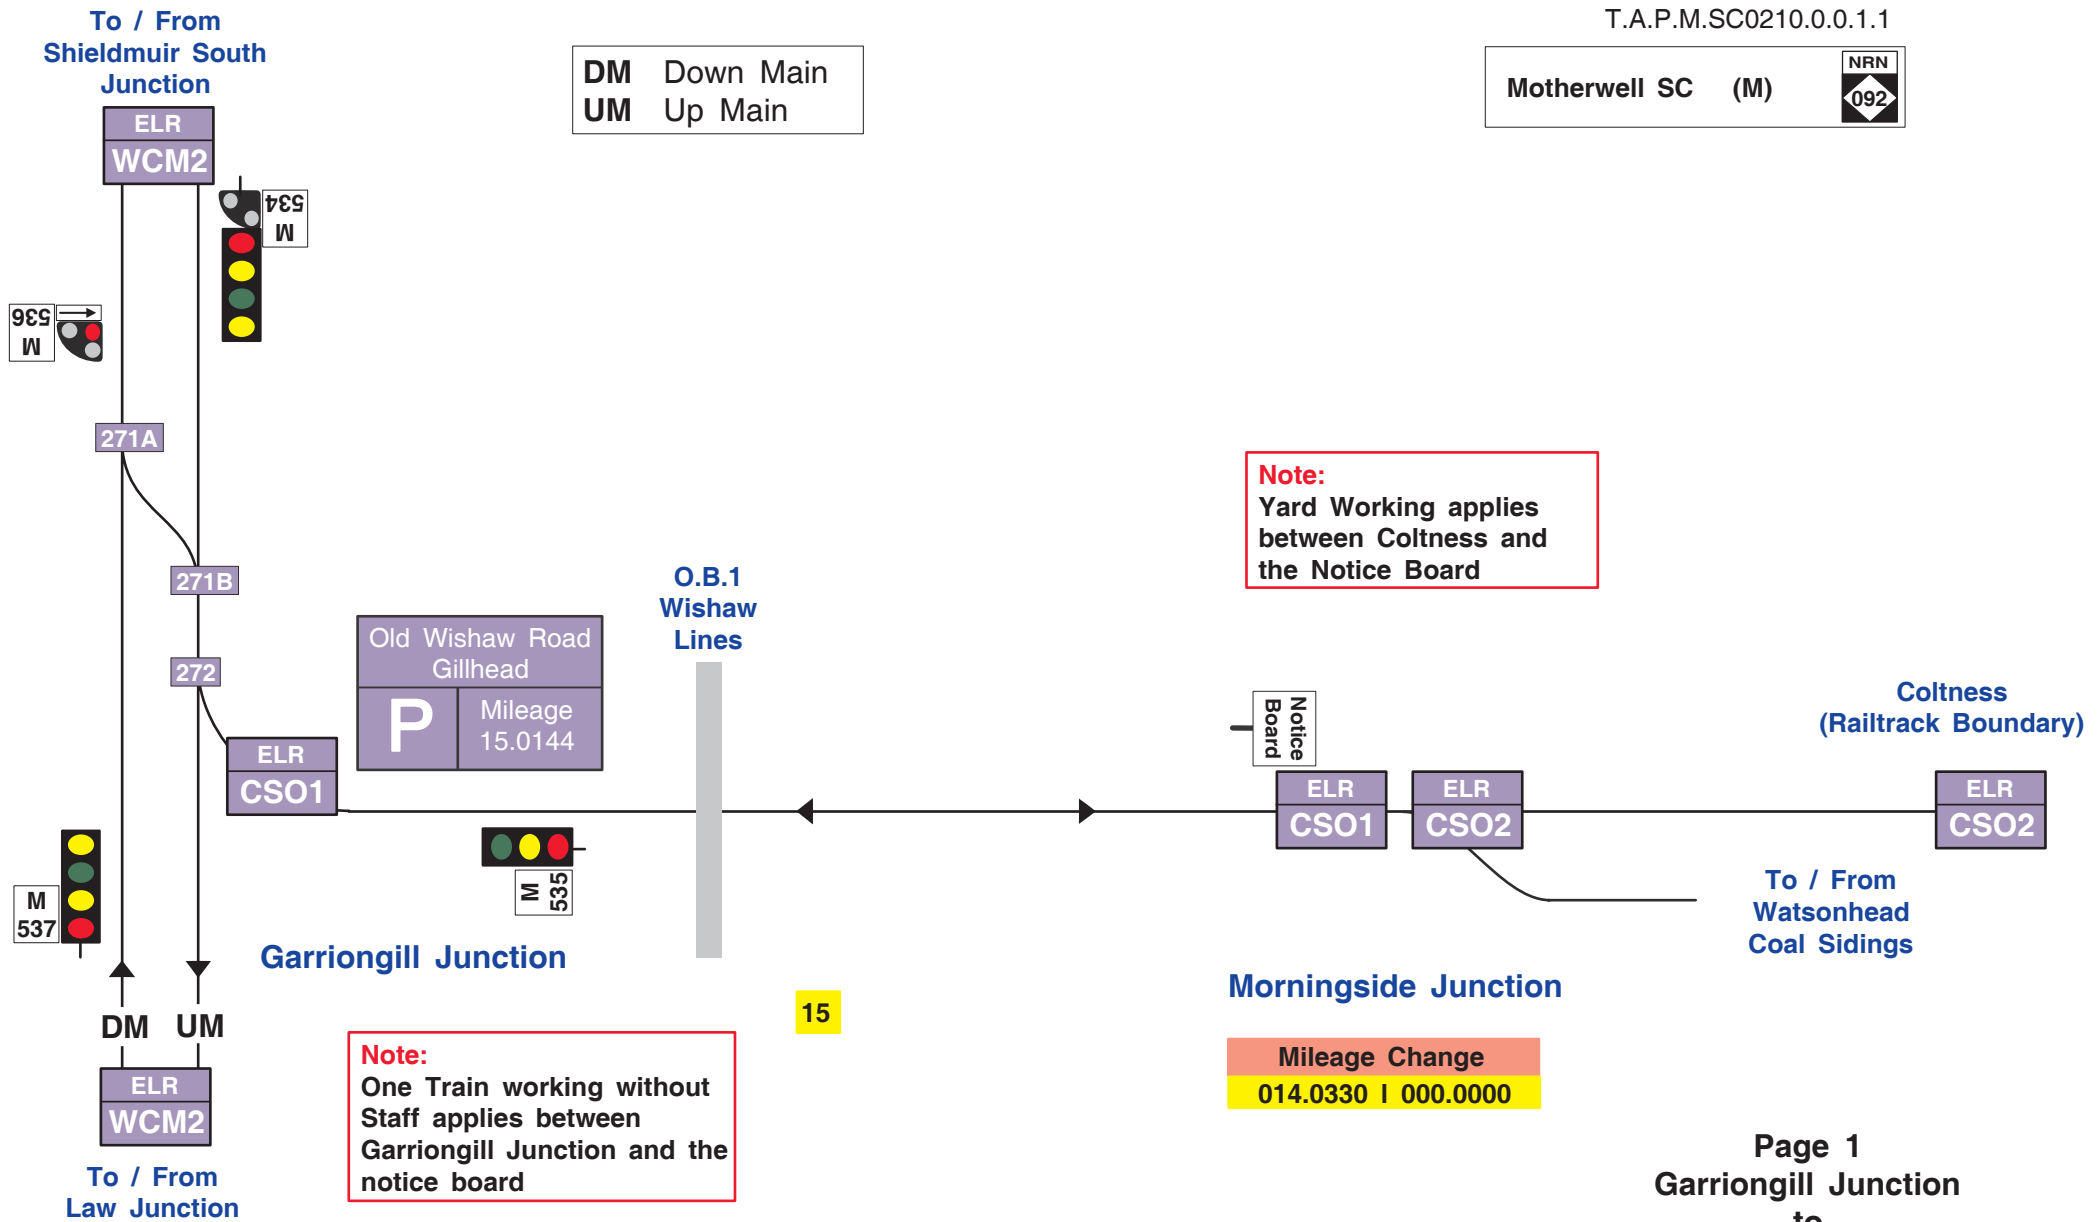 To / From
Shieldmuir South
Junction
DM Down Main
UM Up Main
T.A.P.M.SC0210.0.0.1.1
Motherwell SC (M)
NRN
092
ELR
WCM2
M
534
M
536
271A
271B
272
Note:
Yard Working applies
between Coltness and
the Notice Board
O.B.1
Wishaw
Lines
Old Wishaw Road
Gillhead
P
Mileage
15.0144
ELR
CSO1
Notice
Board
Coltness
(Railtrack Boundary)
ELR
CSO1
ELR
CSO2
ELR
CSO2
M
535
M
537
To / From
Watsonhead
Coal Sidings
Garriongill Junction
Morningside Junction
15
DM UM
Mileage Change
014.0330 I 000.0000
Note:
One Train working without
Staff applies between
Garriongill Junction and the
notice board
ELR
WCM2
To / From
Law Junction
Page 1
Garriongill Junction
to